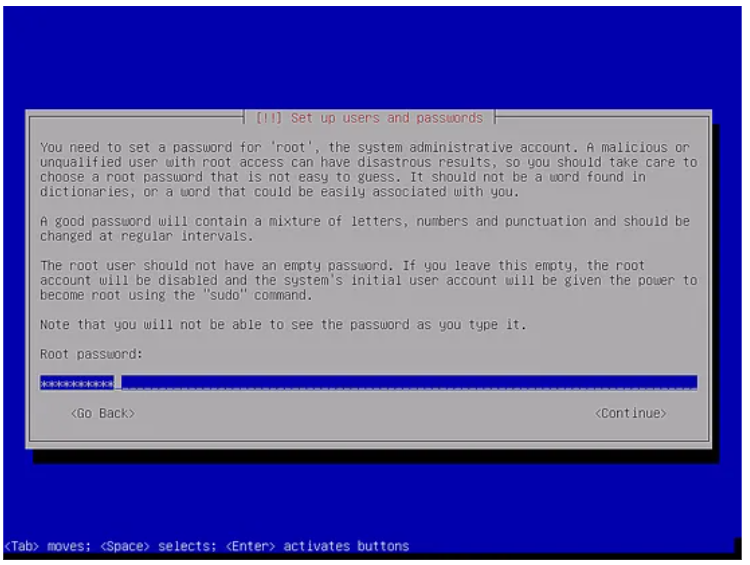 [!!] Set up users and passwords
You need to set a password for 'root', the system administrative account. A malicious or
unqualified user with root access can have disastrous results, so you should take care to
choose a root password that is not easy to guess. It should not be a word found in
dictionaries, or a word that could be easily associated with you.
A good password will contain a mixture of letters, numbers and punctuation and should be
changed at regular intervals.
The root user should not have an empty password. If you leave this empty, the root
account will be disabled and the system's initial user account will be given the power to
become root using the "sudo" command.
Note that you will not be able to see the password as you type it.
Root password:
**********
<Go Back> <Continue>
<Tab> moves; <Space> selects; <Enter> activates buttons